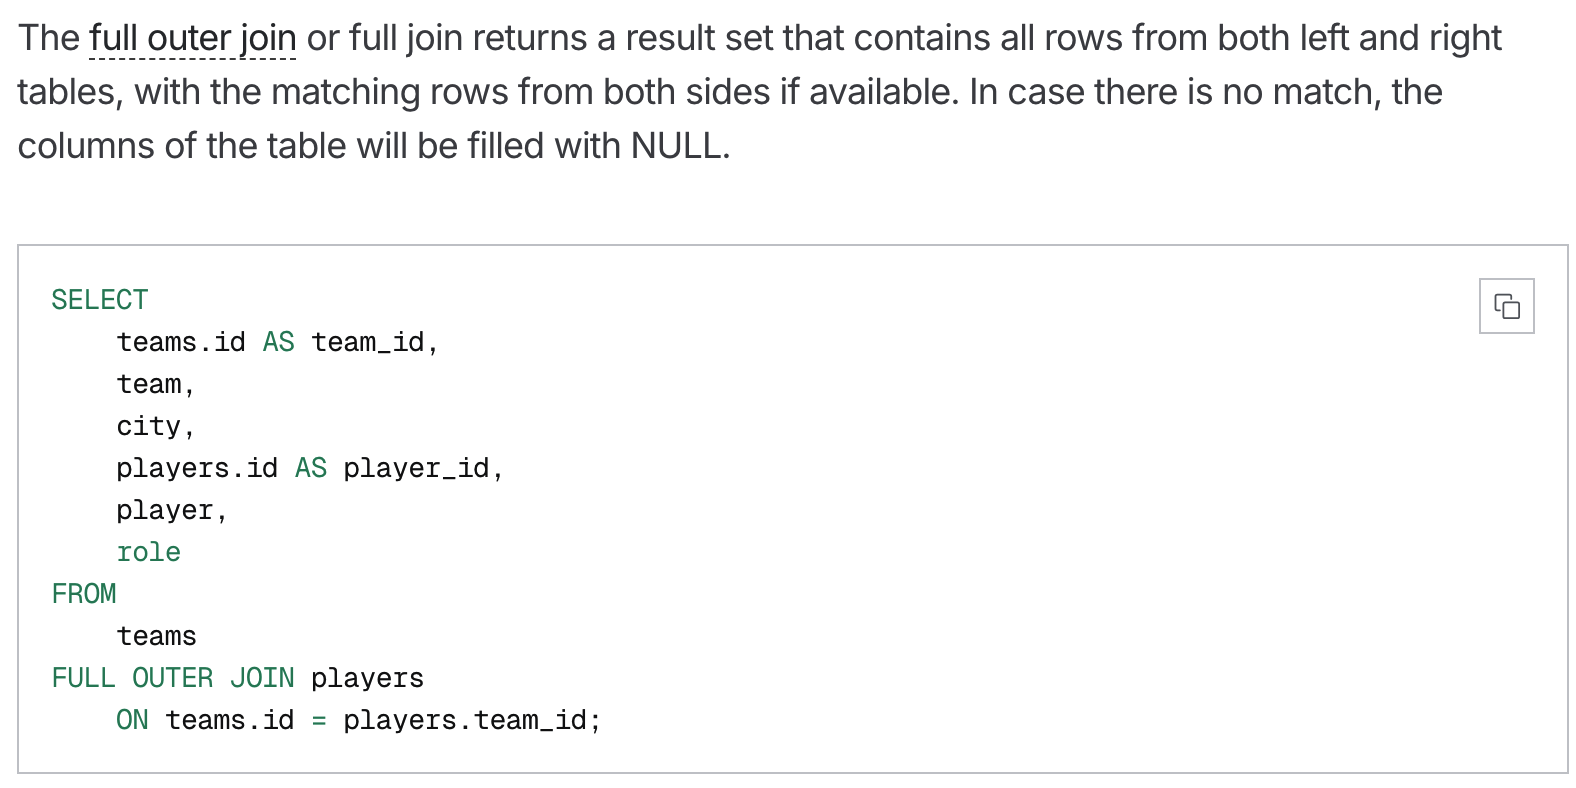 The full outer join or full join returns a result set that contains all rows from both left and right
tables, with the matching rows from both sides if available. In case there is no match, the
columns of the table will be filled with NULL.
SELECT
    teams.id AS team_id,
    team,
    city,
    players.id AS player_id,
    player,
    role
FROM
    teams
FULL OUTER JOIN players
    ON teams.id = players.team_id;